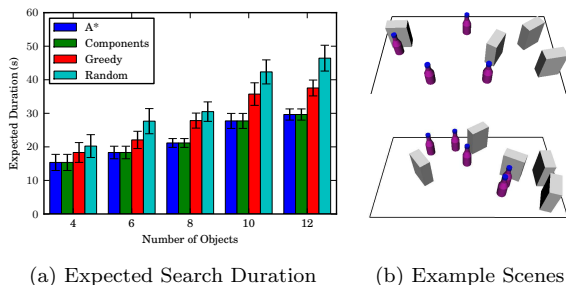 60
50
40
30
20
10
0
Expected Duration (s)
A*
Components
Greedy
Random
4 6 8 10 12
Number of Objects
(a) Expected Search Duration
(b) Example Scenes